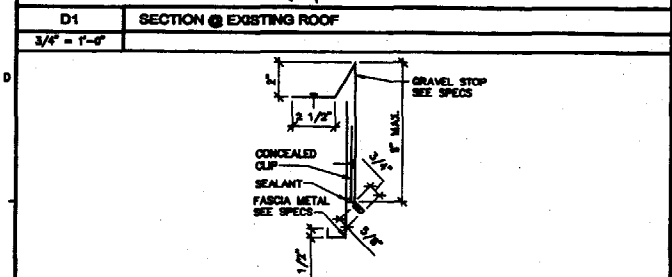 D1
SECTION @ EXISTING ROOF
3/4" = 1'-0"
D
2"
GRAVEL STOP
SEE SPECS
2 1/2"
8" MAX.
CONCEALED
CLIP
3/4"
SEALANT
FASCIA METAL
SEE SPECS
5/8"
1/2"